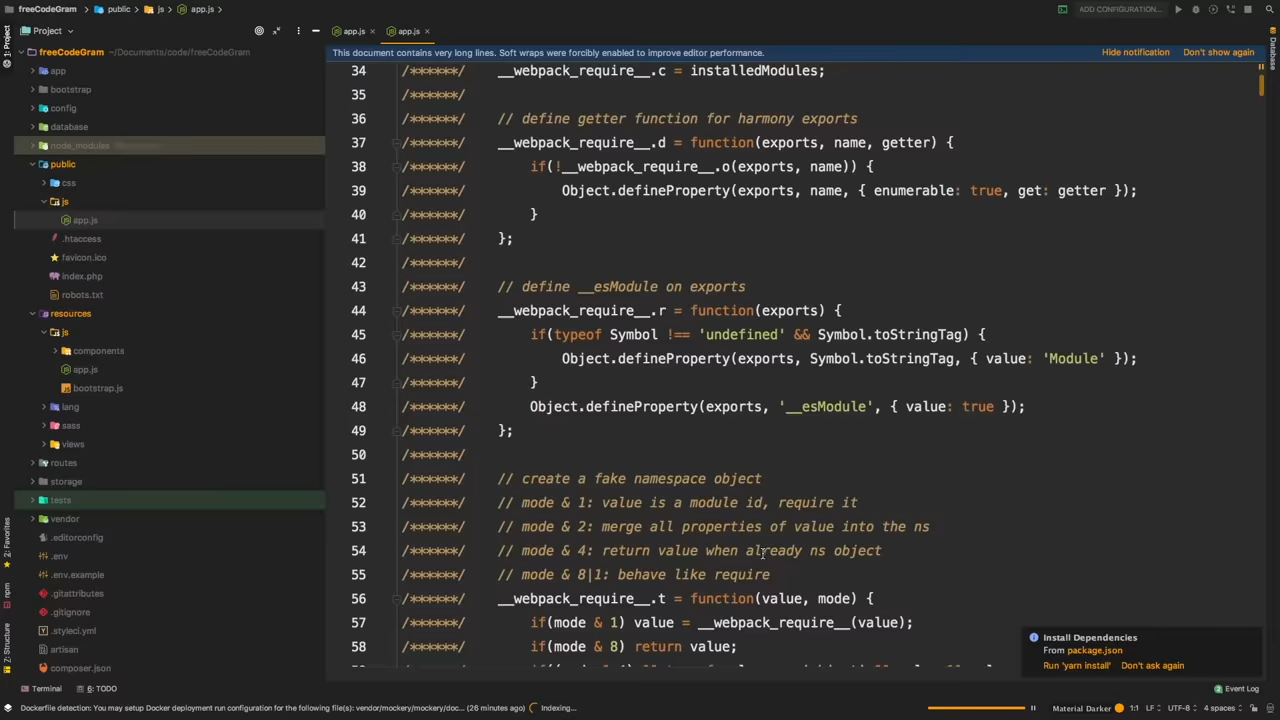 freeCodeGram public js app.js
ADD CONFIGURATION...
Project
app.js
app.js
This document contains very long lines. Soft wraps were forcibly enabled to improve editor performance.
Hide notification
Don't show again
1: Project
2: Favorites
npm
7: Structure
Database
freeCodeGram ~/Documents/code/freeCodeGram
app
bootstrap
config
database
node_modules
public
css
js
app.js
.htaccess
favicon.ico
index.php
robots.txt
resources
js
components
app.js
bootstrap.js
lang
sass
views
routes
storage
tests
vendor
.editorconfig
.env
.env.example
.gitattributes
.gitignore
.styleci.yml
artisan
composer.json
34 /******/ __webpack_require__.c = installedModules;
35 /******/
36 /******/ // define getter function for harmony exports
37 /******/ __webpack_require__.d = function(exports, name, getter) {
38 /******/ if(!__webpack_require__.o(exports, name)) {
39 /******/ Object.defineProperty(exports, name, { enumerable: true, get: getter });
40 /******/ }
41 /******/ };
42 /******/
43 /******/ // define __esModule on exports
44 /******/ __webpack_require__.r = function(exports) {
45 /******/ if(typeof Symbol !== 'undefined' && Symbol.toStringTag) {
46 /******/ Object.defineProperty(exports, Symbol.toStringTag, { value: 'Module' });
47 /******/ }
48 /******/ Object.defineProperty(exports, '__esModule', { value: true });
49 /******/ };
50 /******/
51 /******/ // create a fake namespace object
52 /******/ // mode & 1: value is a module id, require it
53 /******/ // mode & 2: merge all properties of value into the ns
54 /******/ // mode & 4: return value when already ns object
55 /******/ // mode & 8|1: behave like require
56 /******/ __webpack_require__.t = function(value, mode) {
57 /******/ if(mode & 1) value = __webpack_require__(value);
58 /******/ if(mode & 8) return value;
Install Dependencies
From package.json
Run 'yarn install' Don't ask again
Terminal 6: TODO
Event Log
Dockerfile detection: You may setup Docker deployment run configuration for the following file(s): vendor/mockery/mockery/doc... (26 minutes ago)
Indexing...
Material Darker 1:1 LF UTF-8 4 spaces